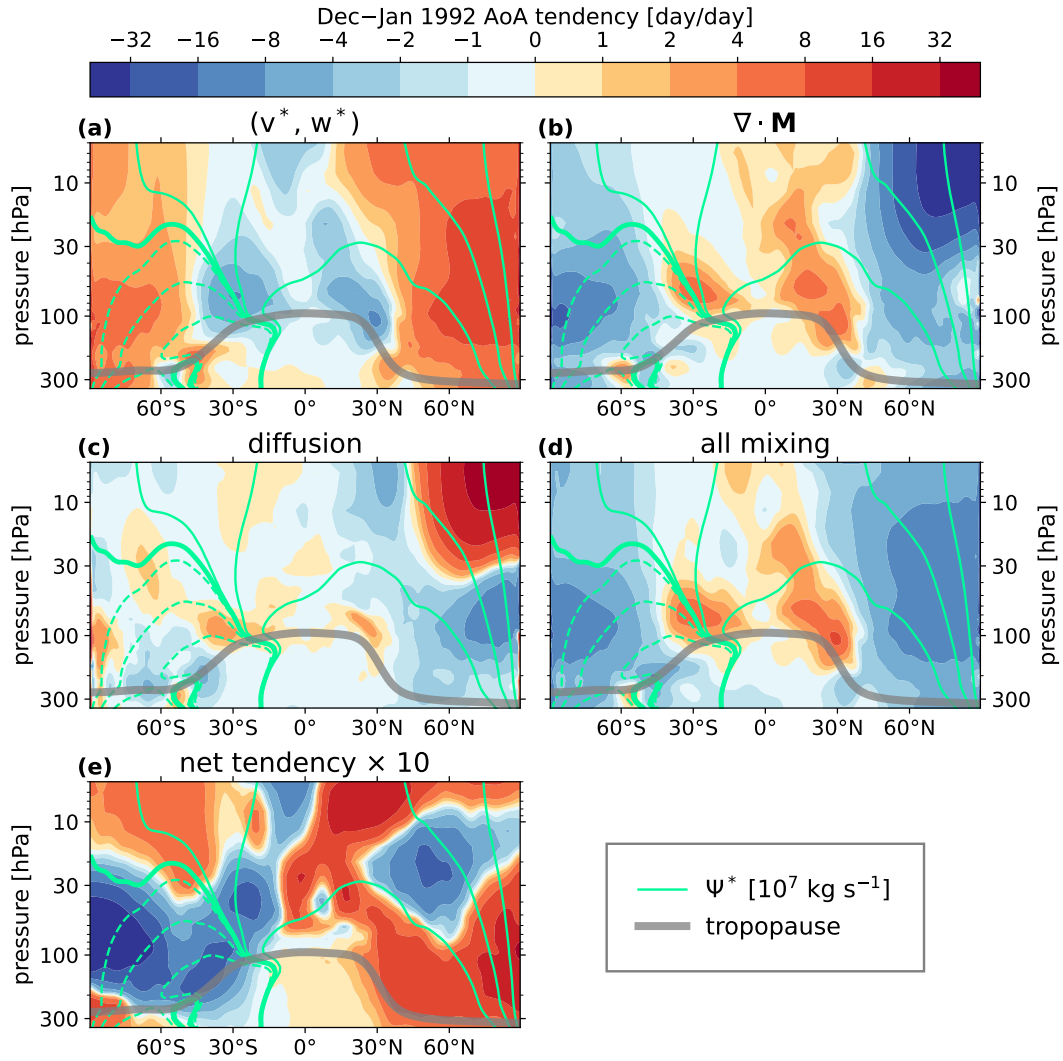 Dec−Jan 1992 AoA tendency [day/day]
−32 −16 −8 −4 −2 −1 0 1 2 4 8 16 32
(a) (v*, w*)
(b) ∇ · M
pressure [hPa]
10
30
100
300
60°S 30°S 0° 30°N 60°N
10
30
100
300
pressure [hPa]
60°S 30°S 0° 30°N 60°N
(c) diffusion
(d) all mixing
pressure [hPa]
10
30
100
300
60°S 30°S 0° 30°N 60°N
10
30
100
300
pressure [hPa]
60°S 30°S 0° 30°N 60°N
(e) net tendency × 10
pressure [hPa]
10
30
100
300
60°S 30°S 0° 30°N 60°N
Ψ* [10⁷ kg s⁻¹]
tropopause